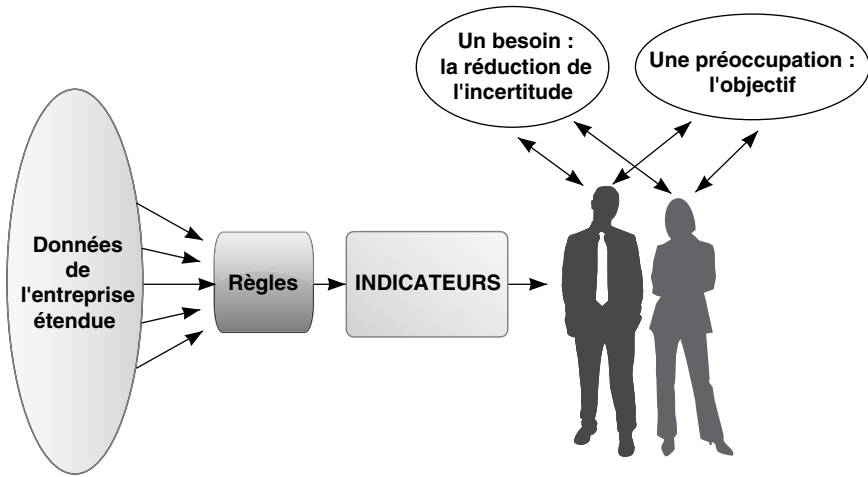 Un besoin :
la réduction de
l'incertitude
Une préoccupation :
l'objectif
Données
de
l'entreprise
étendue
Règles
INDICATEURS